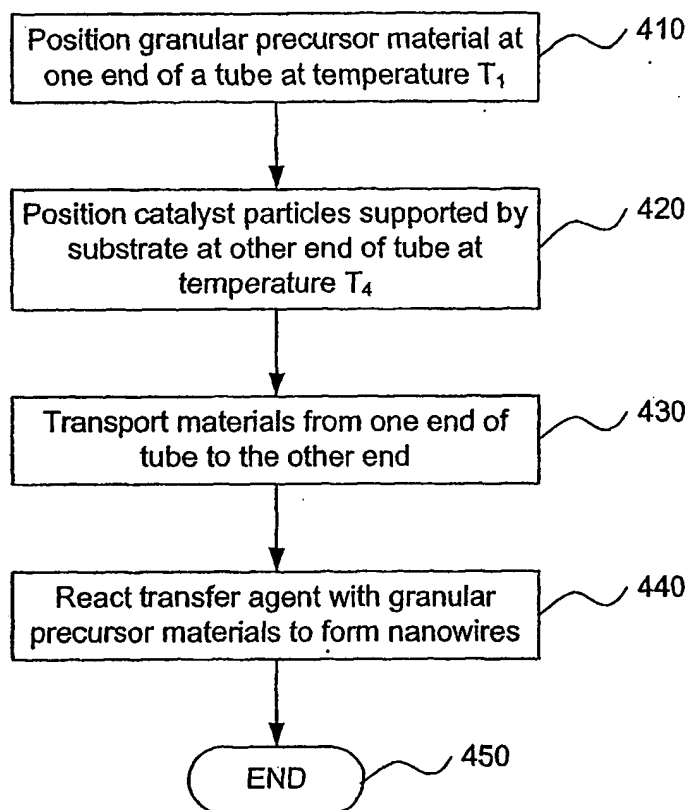 Position granular precursor material at
one end of a tube at temperature T₁
410
Position catalyst particles supported by
substrate at other end of tube at
temperature T₄
420
Transport materials from one end of
tube to the other end
430
React transfer agent with granular
precursor materials to form nanowires
440
END
450